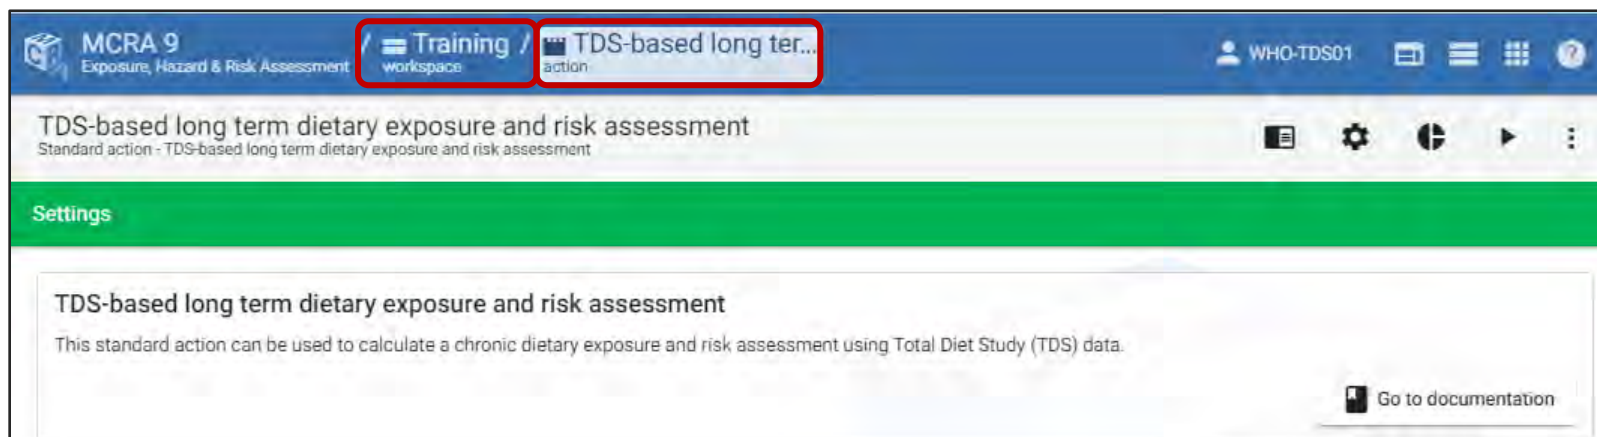 MCRA 9 / Training / TDS-based long ter... WHO-TDS01
Exposure, Hazard & Risk Assessment workspace action
TDS-based long term dietary exposure and risk assessment
Standard action - TDS-based long term dietary exposure and risk assessment
Settings
TDS-based long term dietary exposure and risk assessment
This standard action can be used to calculate a chronic dietary exposure and risk assessment using Total Diet Study (TDS) data.
Go to documentation